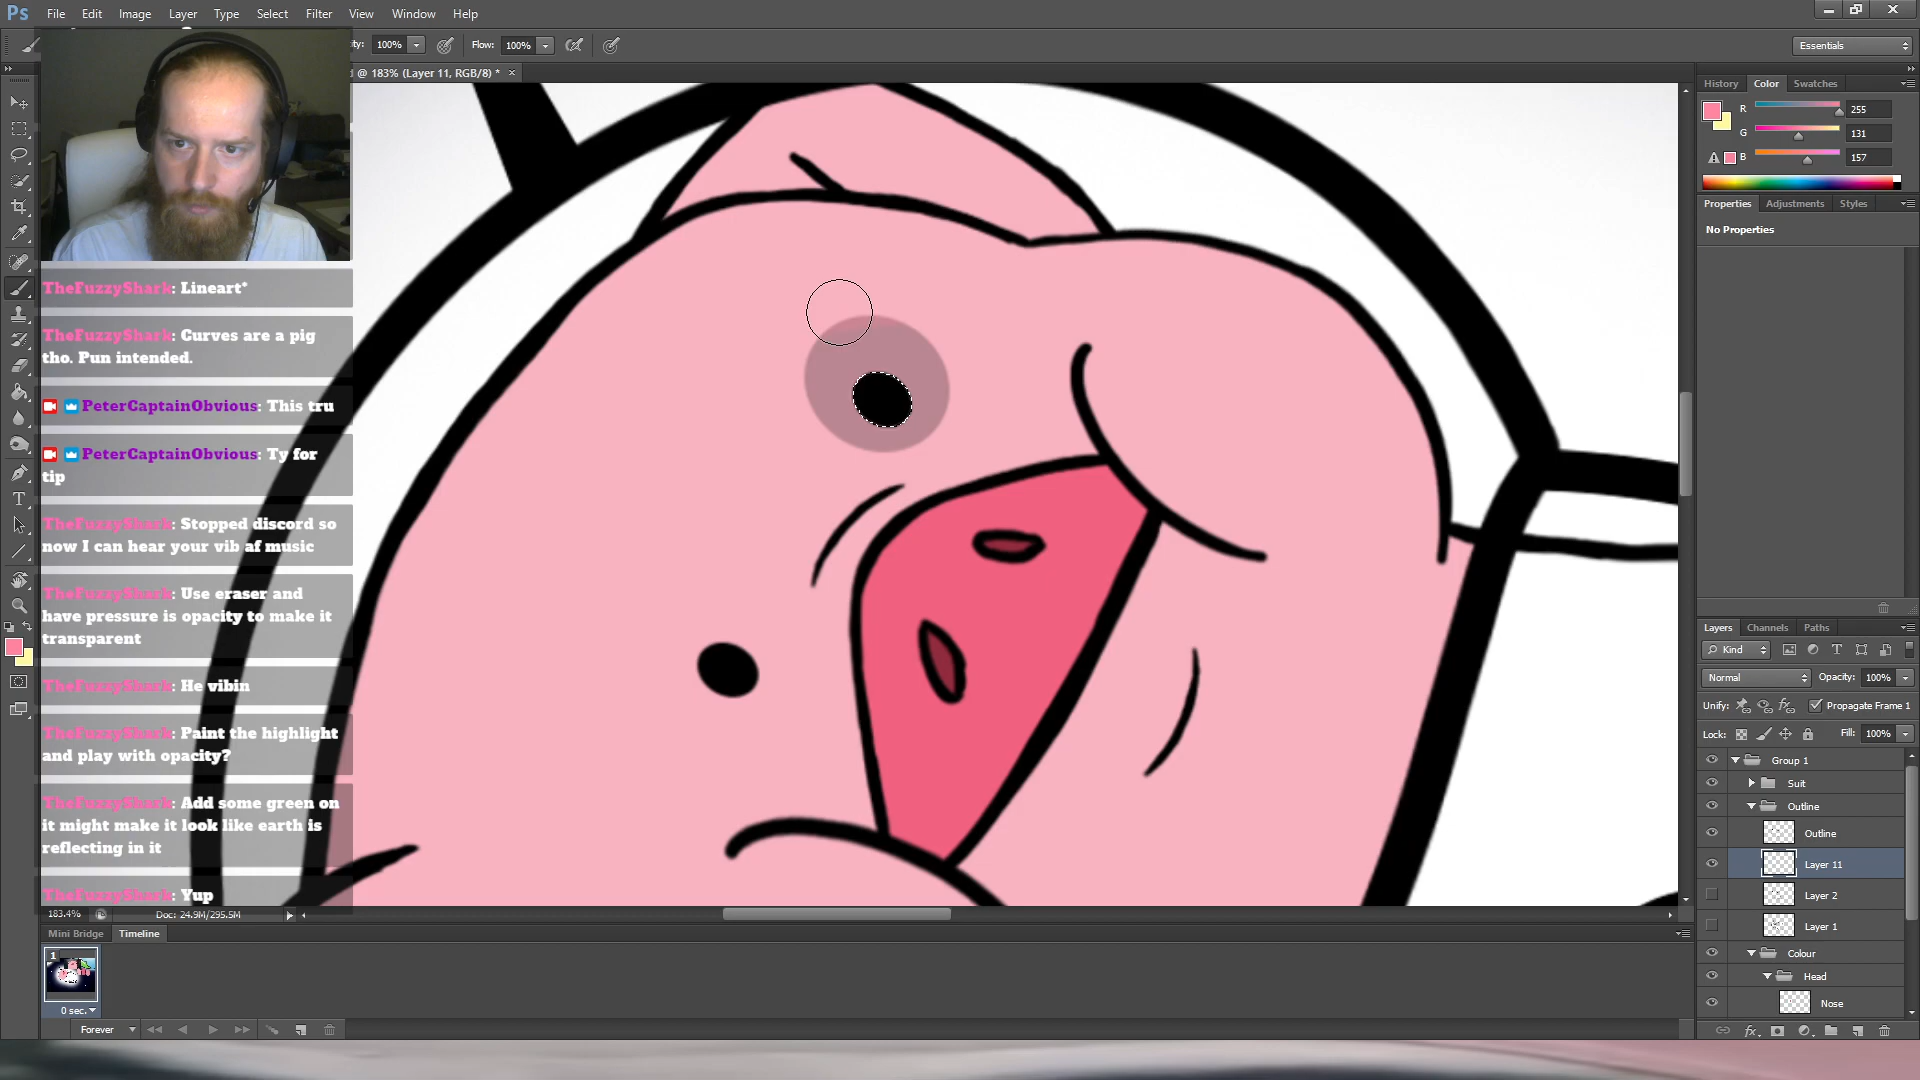 Ps File Edit Image Layer Type Select Filter View Window Help
ity: 100% Flow: 100% Essentials
d @ 183% (Layer 11, RGB/8) * ×
History Color Swatches
R 255
G 131
B 157
Properties Adjustments Styles
No Properties
TheFuzzyShark: Lineart*
TheFuzzyShark: Curves are a pig
tho. Pun intended.
PeterCaptainObvious: This tru
PeterCaptainObvious: Ty for
tip
TheFuzzyShark: Stopped discord so
now I can hear your vib af music
TheFuzzyShark: Use eraser and
have pressure is opacity to make it
transparent
TheFuzzyShark: He vibin
TheFuzzyShark: Paint the highlight
and play with opacity?
TheFuzzyShark: Add some green on
it might make it look like earth is
reflecting in it
TheFuzzyShark: Yup
Layers Channels Paths
Kind
Normal Opacity: 100%
Unify: Propagate Frame 1
Lock: Fill: 100%
Group 1
Suit
Outline
Outline
Layer 11
Layer 2
Layer 1
Colour
Head
Nose
183.4% Doc: 24.9M/295.5M
Mini Bridge Timeline
1
0 sec.
Forever